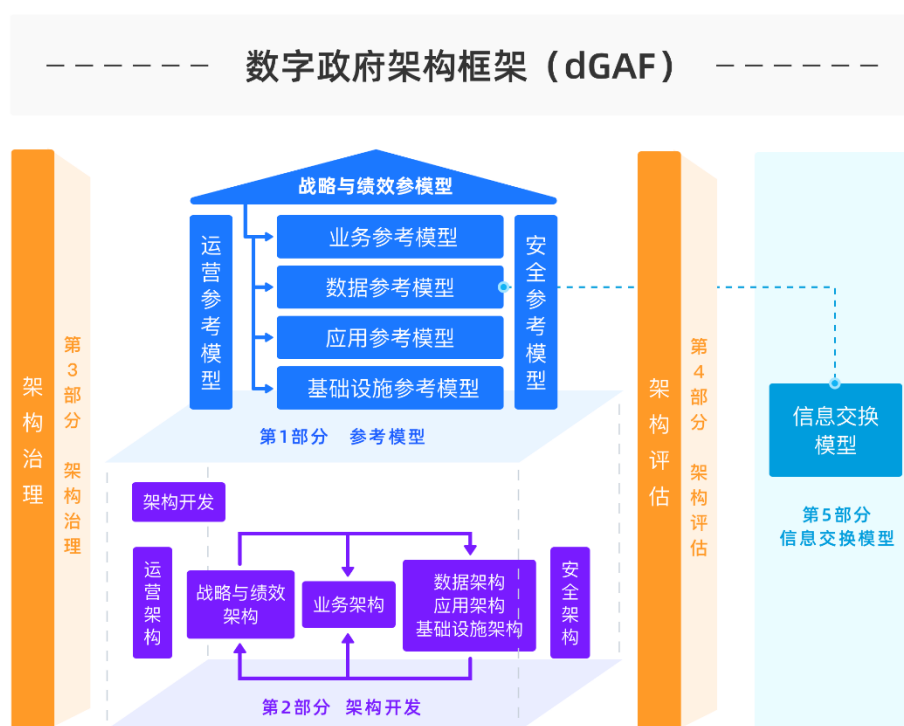 数字政府架构框架（dGAF）
架构治理
第3部分 架构治理
战略与绩效参模型
运营参考模型
业务参考模型
数据参考模型
应用参考模型
基础设施参考模型
安全参考模型
第1部分 参考模型
架构开发
运营架构
战略与绩效
架构
业务架构
数据架构
应用架构
基础设施架构
安全架构
第2部分 架构开发
架构评估
第4部分 架构评估
信息交换
模型
第5部分
信息交换模型